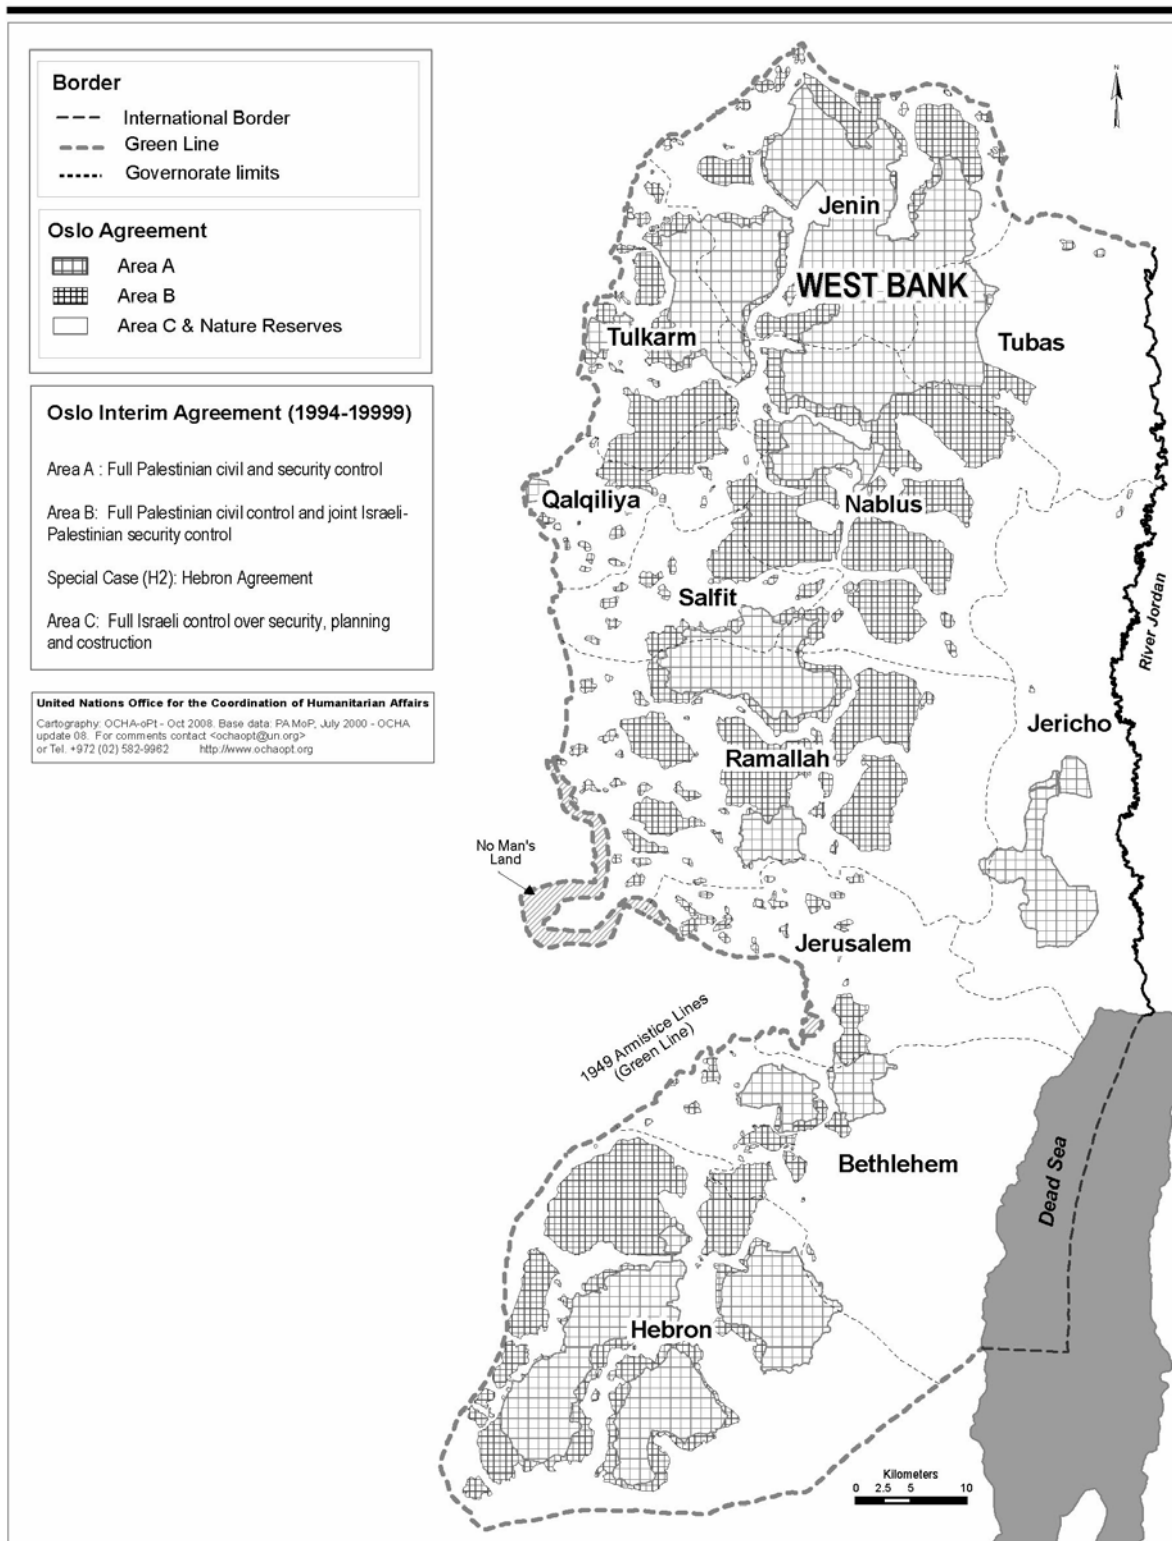 Border
International Border
Green Line
Governorate limits
Oslo Agreement
Area A
Area B
Area C & Nature Reserves
Oslo Interim Agreement (1994-19999)
Area A : Full Palestinian civil and security control
Area B: Full Palestinian civil control and joint Israeli-
Palestinian security control
Special Case (H2): Hebron Agreement
Area C: Full Israeli control over security, planning
and costruction
United Nations Office for the Coordination of Humanitarian Affairs
Cartography: OCHA-oPt - Oct 2008. Base data: PA MoP, July 2000 - OCHA
update 08. For comments contact <ochaopt@un.org>
or Tel. +972 (02) 582-9962 http://www.ochaopt.org
N
Jenin
WEST BANK
Tulkarm
Tubas
Qalqiliya
Nablus
Salfit
River Jordan
Jericho
Ramallah
No Man's
Land
Jerusalem
1949 Armistice Lines
(Green Line)
Bethlehem
Dead Sea
Hebron
Kilometers
0 2.5 5 10